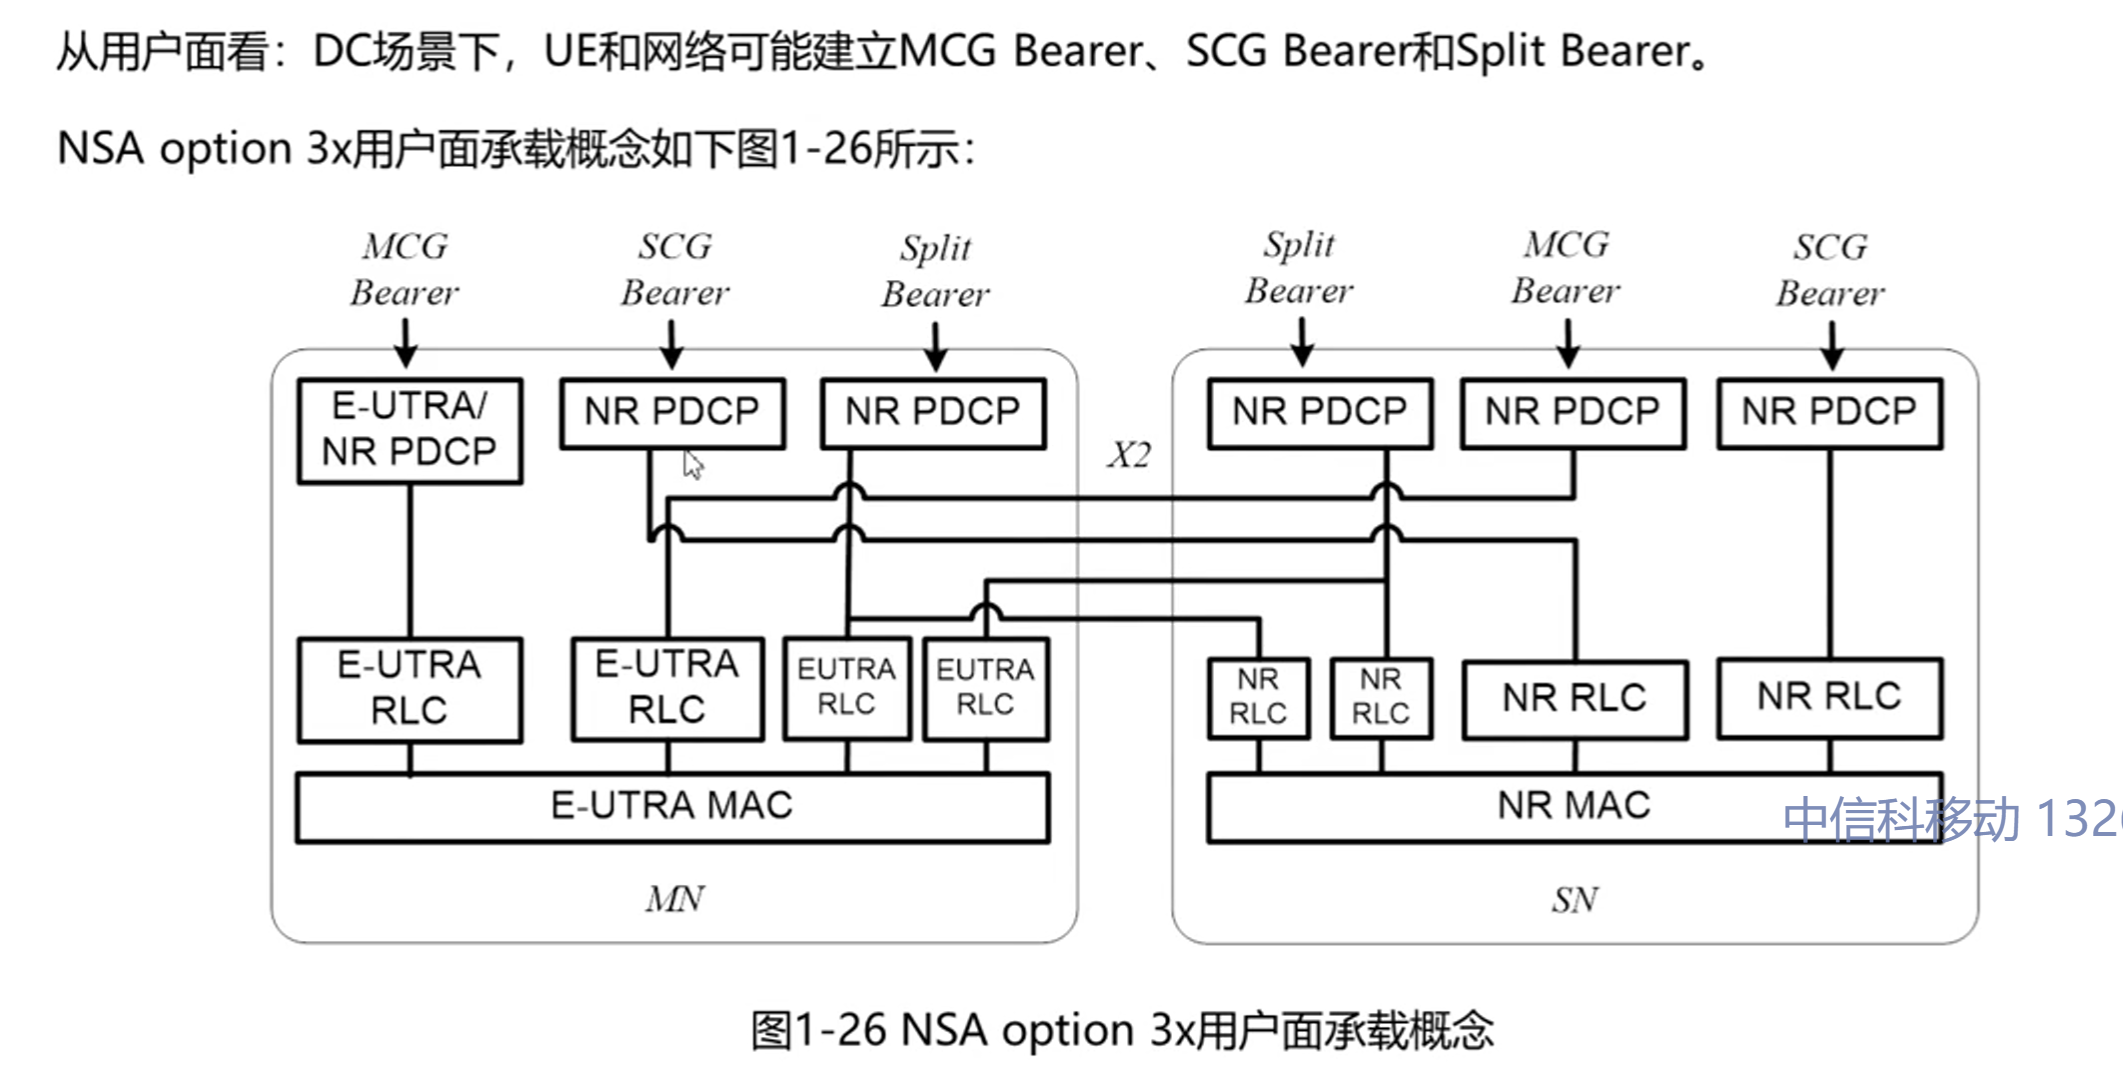 从用户面看：DC场景下，UE和网络可能建立MCG Bearer、SCG Bearer和Split Bearer。
NSA option 3x用户面承载概念如下图1-26所示：
MCG Bearer
SCG Bearer
Split Bearer
Split Bearer
MCG Bearer
SCG Bearer
E-UTRA/
NR PDCP
NR PDCP
NR PDCP
X2
NR PDCP
NR PDCP
NR PDCP
E-UTRA
RLC
E-UTRA
RLC
EUTRA
RLC
EUTRA
RLC
NR
RLC
NR
RLC
NR RLC
NR RLC
E-UTRA MAC
NR MAC
中信科移动 132
MN
SN
图1-26 NSA option 3x用户面承载概念